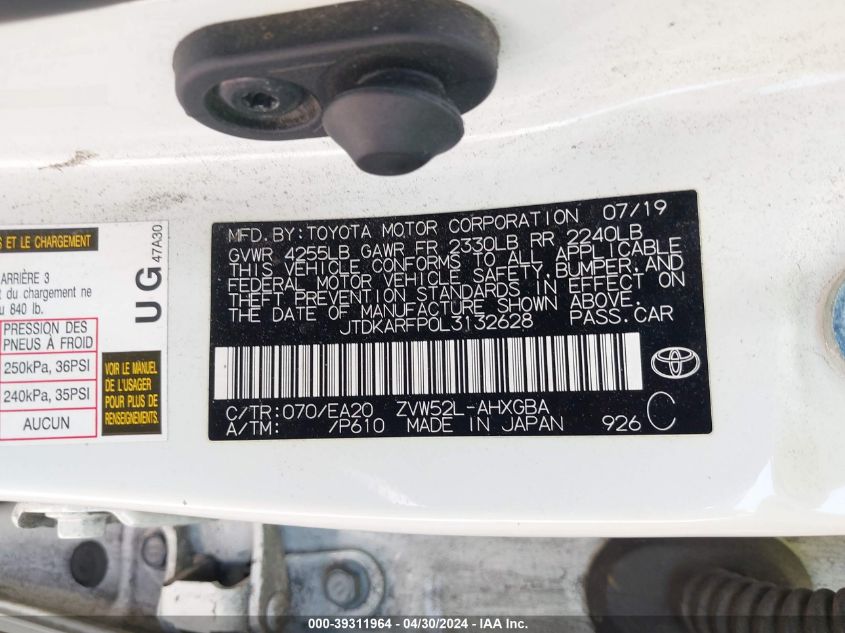 S ET LE CHARGEMENT
ARRIÈRE 3
t du chargement ne
u 840 lb.
PRESSION DES
PNEUS À FROID
250kPa, 36PSI
240kPa, 35PSI
AUCUN
VOIR LE MANUEL
DE L'USAGER
POUR PLUS DE
RENSEIGNEMENTS.
UG
47A30
MFD. BY: TOYOTA MOTOR CORPORATION 07/19
GVWR 4255LB GAWR FR 2330LB RR 2240LB
THIS VEHICLE CONFORMS TO ALL APPLICABLE
FEDERAL MOTOR VEHICLE SAFETY, BUMPER, AND
THEFT PREVENTION STANDARDS IN EFFECT ON
THE DATE OF MANUFACTURE SHOWN ABOVE.
JTDKARFP0L3132628 PASS. CAR
C/TR: 070/EA20 ZVW52L-AHXGBA
A/TM: /P610 MADE IN JAPAN 926 C
000-39311964 - 04/30/2024 - IAA Inc.